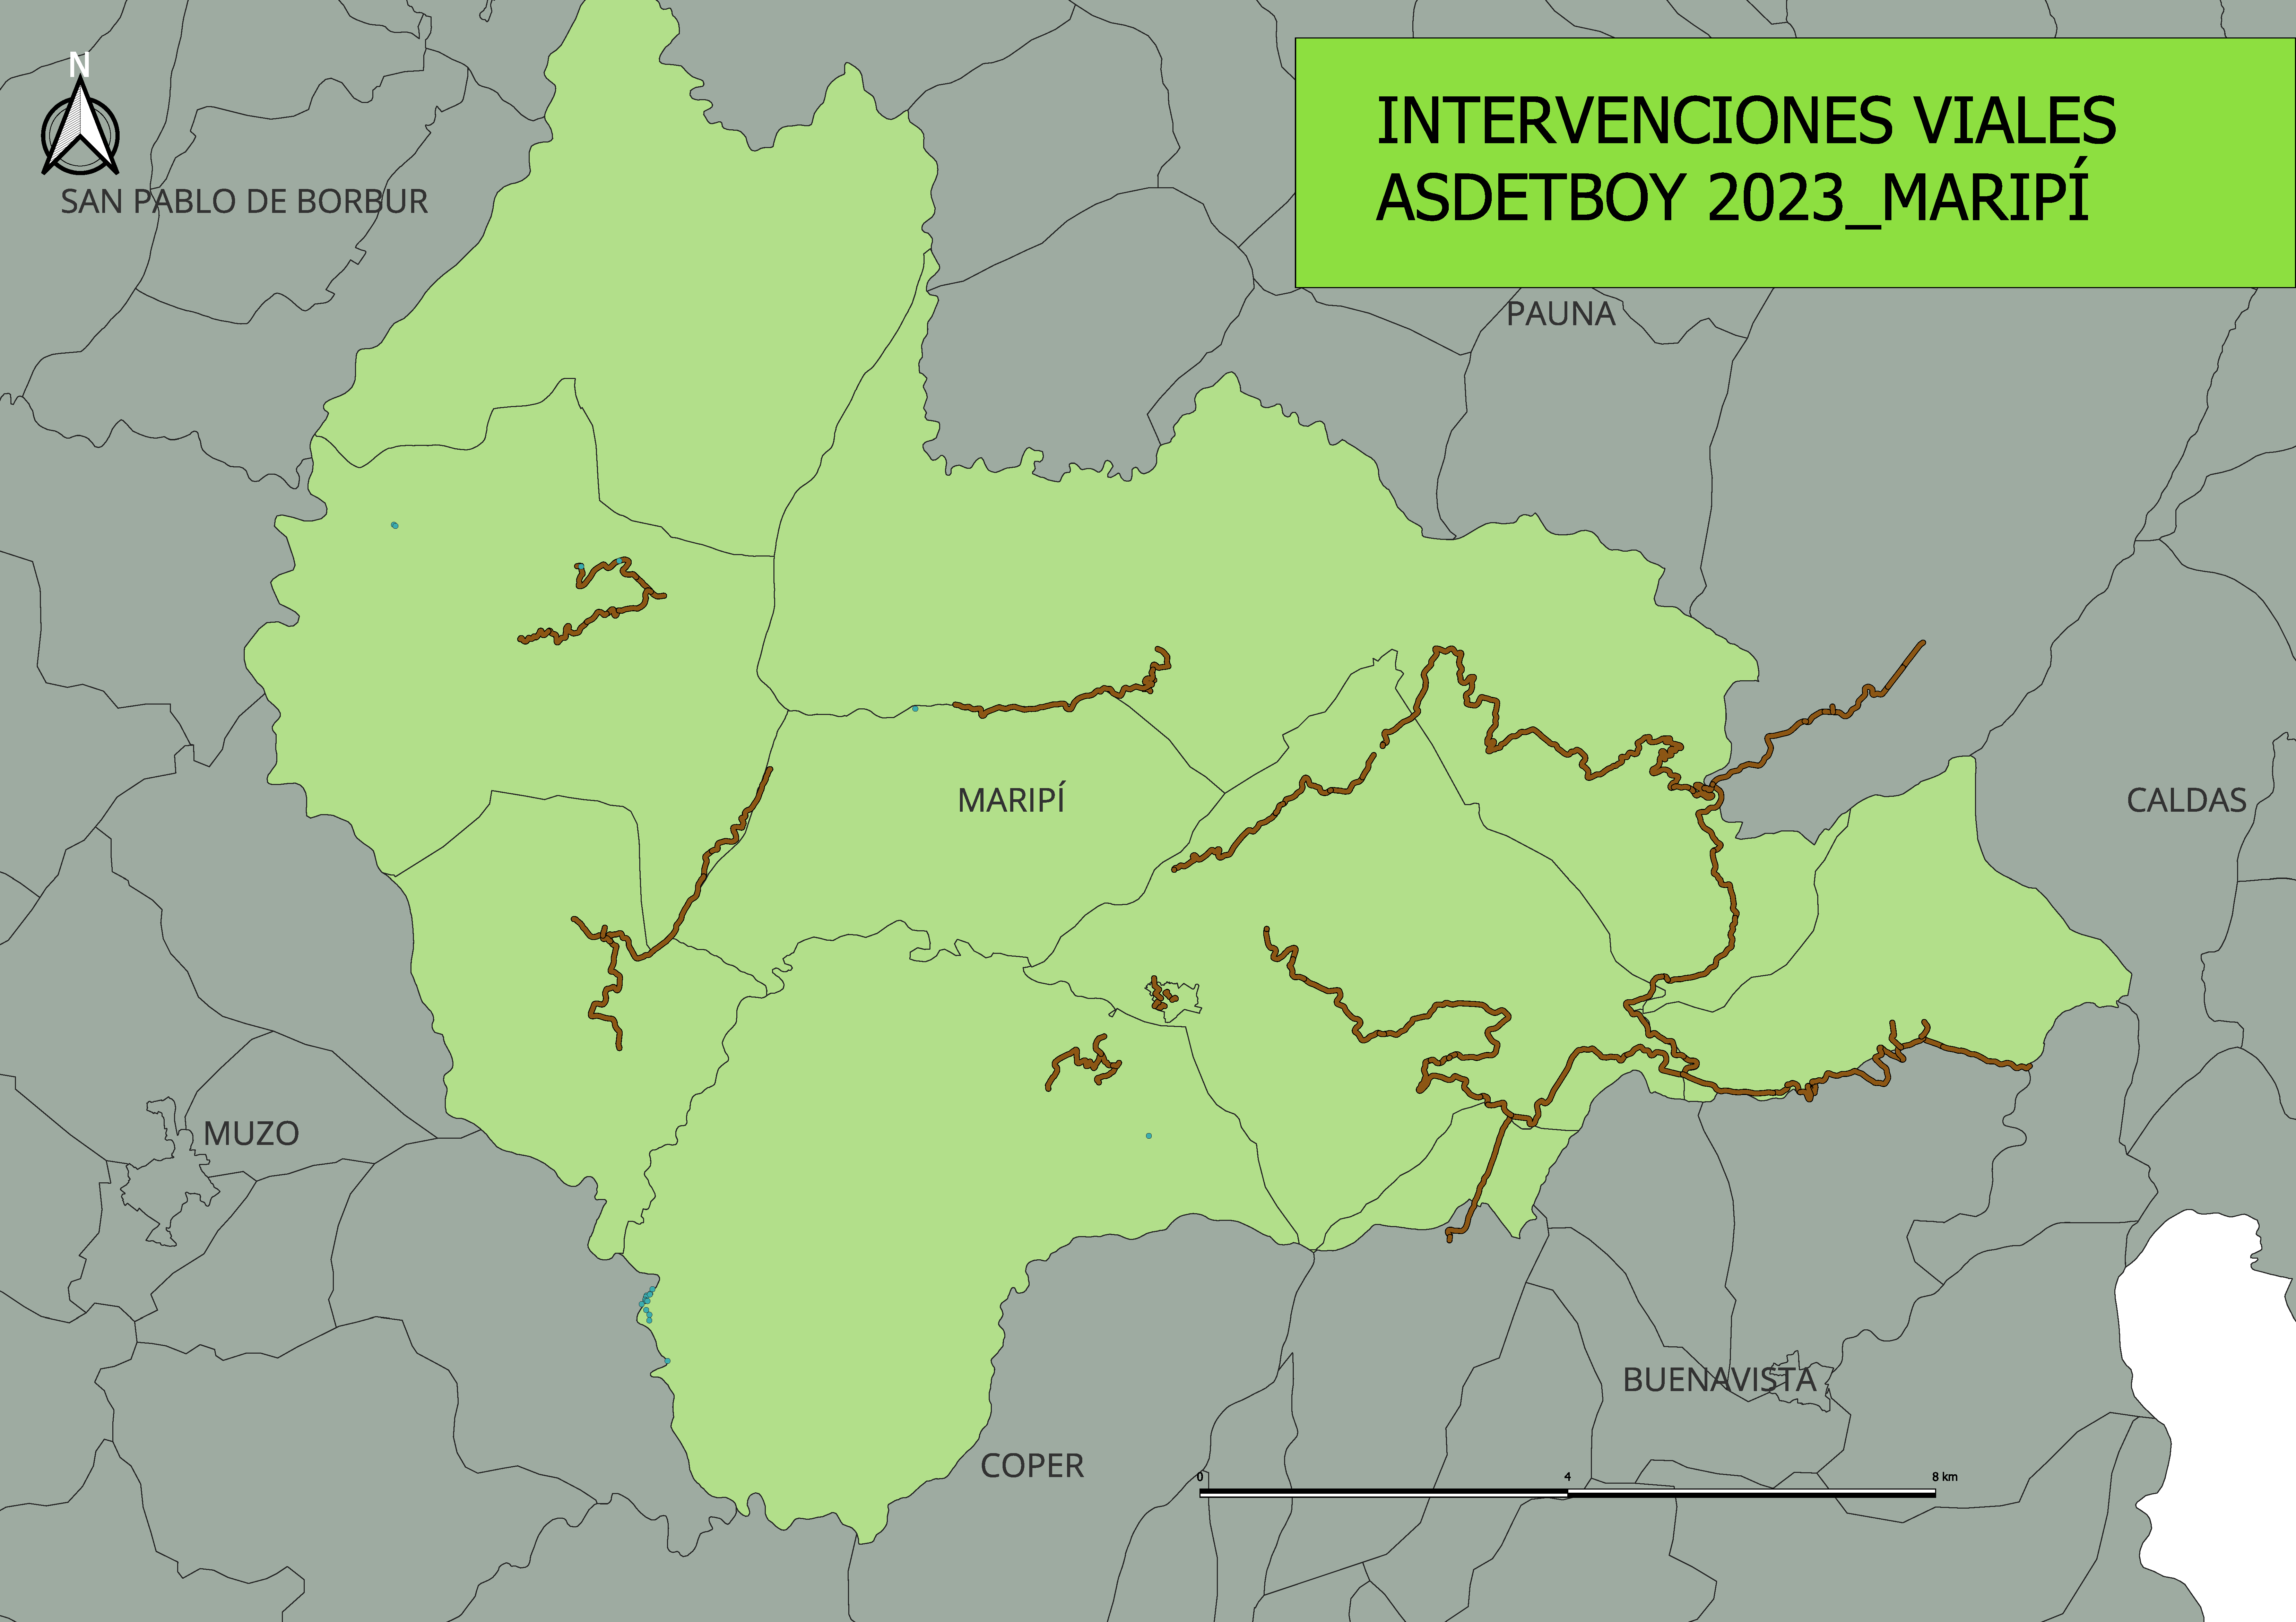 N
INTERVENCIONES VIALES
ASDETBOY 2023_MARIPÍ
SAN PABLO DE BORBUR
PAUNA
MARIPÍ
CALDAS
MUZO
BUENAVISTA
COPER
0 4 8 km